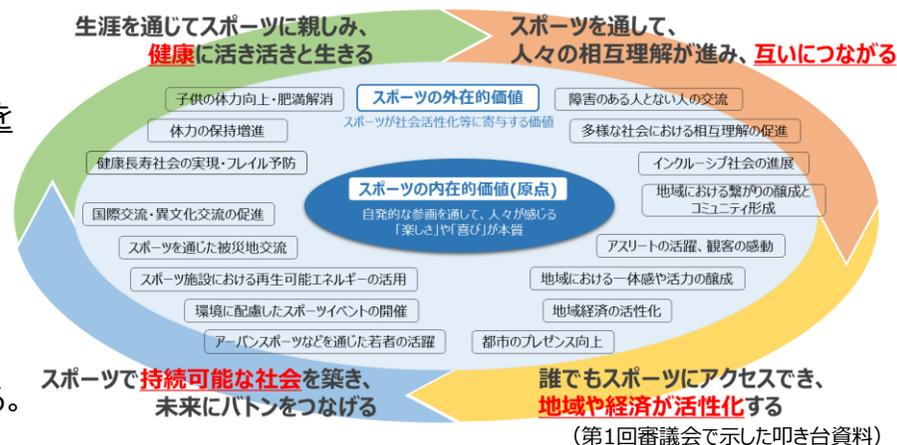 生涯を通じてスポーツに親しみ、
健康に活き活きと生きる
スポーツを通して、
人々の相互理解が進み、互いにつながる
を
子供の体力向上・肥満解消
体力の保持増進
健康長寿社会の実現・フレイル予防
スポーツの外在的価値
スポーツが社会活性化等に寄与する価値
障害のある人とない人の交流
多様な社会における相互理解の促進
インクルーシブ社会の進展
地域における繋がりの醸成と
コミュニティ形成
スポーツの内在的価値(原点)
自発的な参画を通して、人々が感じる
「楽しさ」や「喜び」が本質
国際交流・異文化交流の促進
スポーツを通じた被災地交流
スポーツ施設における再生可能エネルギーの活用
環境に配慮したスポーツイベントの開催
アーバンスポーツなどを通じた若者の活躍
アスリートの活躍、観客の感動
地域における一体感や活力の醸成
地域経済の活性化
都市のプレゼンス向上
スポーツで持続可能な社会を築き、
未来にバトンをつなげる
る。
誰でもスポーツにアクセスでき、
地域や経済が活性化する
(第1回審議会で示した叩き台資料)